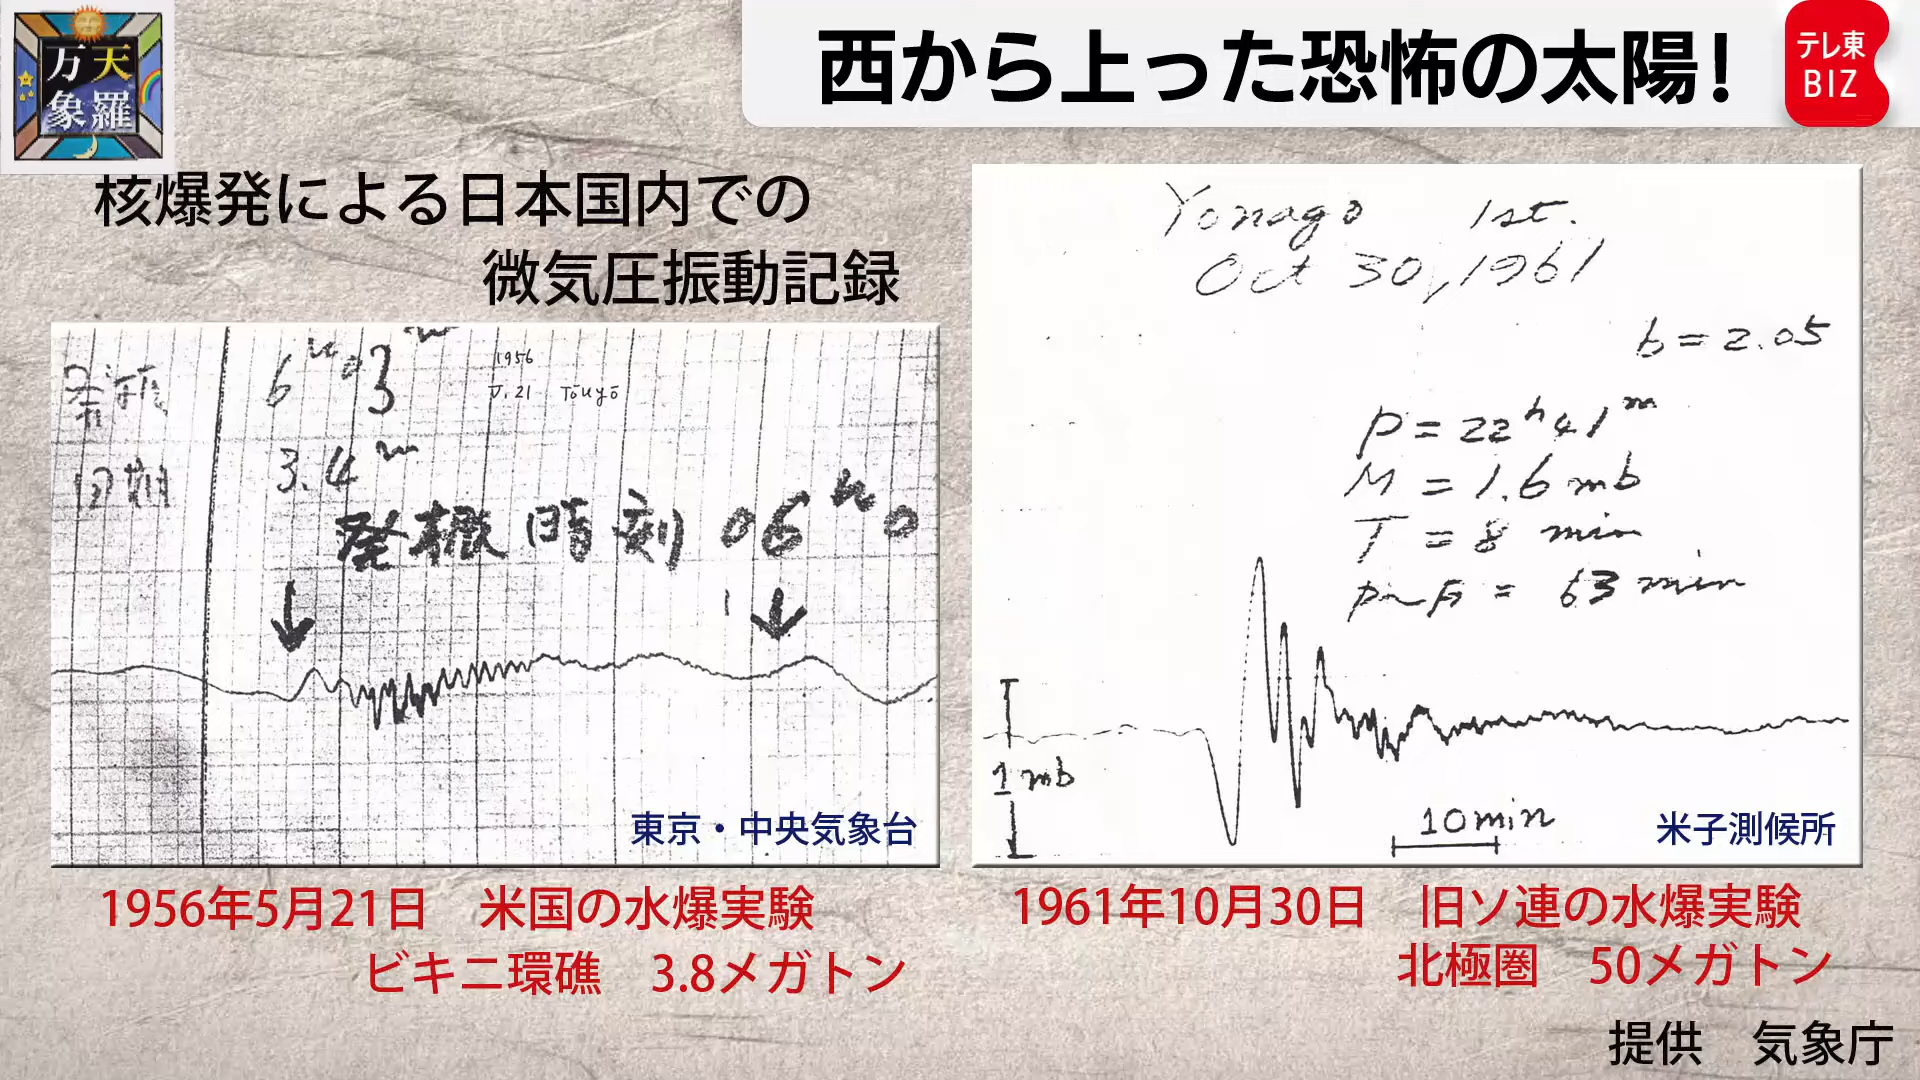 天羅
万象
西から上った恐怖の太陽!
テレ東
BIZ
核爆発による日本国内での
微気圧振動記録
6h03m
1956
V.21 Tōkyō
3.4m
発現時刻 06h0
周期
東京・中央気象台
1956年5月21日 米国の水爆実験
ビキニ環礁 3.8メガトン
Yonago 1st.
Oct 30, 1961
b = 2.05
P = 22h41m
M = 1.6 mb
T = 8 min
= 63 min
1 mb
10min
米子測候所
1961年10月30日 旧ソ連の水爆実験
北極圏 50メガトン
提供 気象庁